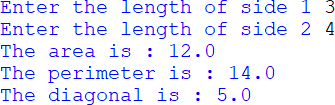 Enter the length of side 1 3
Enter the length of side 2 4
The area is : 12.0
The perimeter is : 14.0
The diagonal is : 5.0